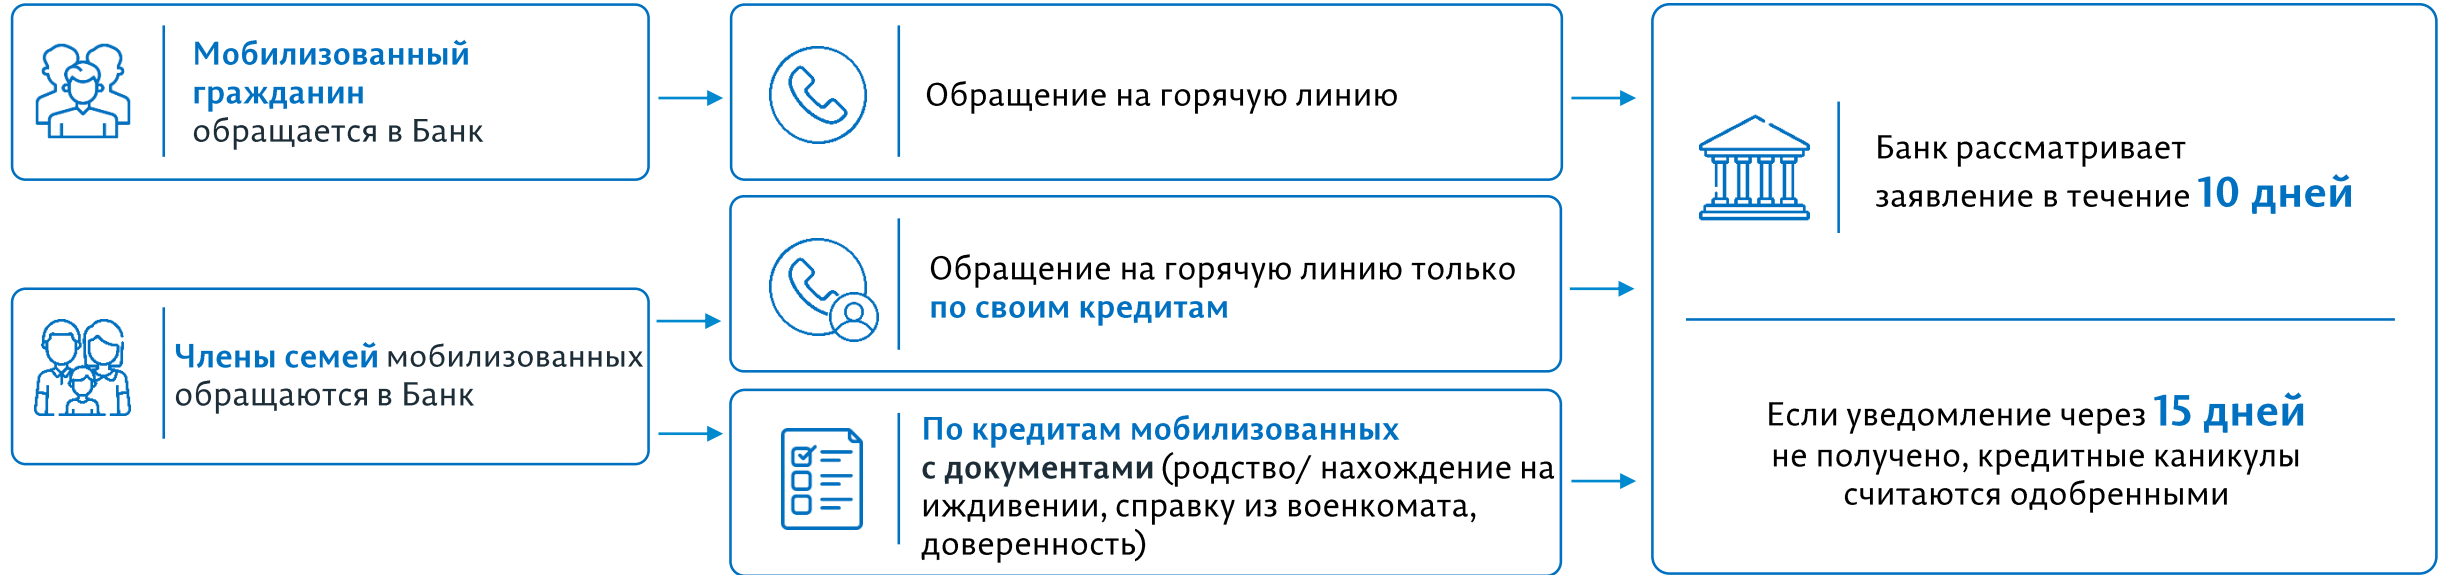 Мобилизованный
гражданин
обращается в Банк
Обращение на горячую линию
Члены семей мобилизованных
обращаются в Банк
Обращение на горячую линию только
по своим кредитам
По кредитам мобилизованных
с документами (родство/ нахождение на
иждивении, справку из военкомата,
доверенность)
Банк рассматривает
заявление в течение 10 дней
Если уведомление через 15 дней
не получено, кредитные каникулы
считаются одобренными